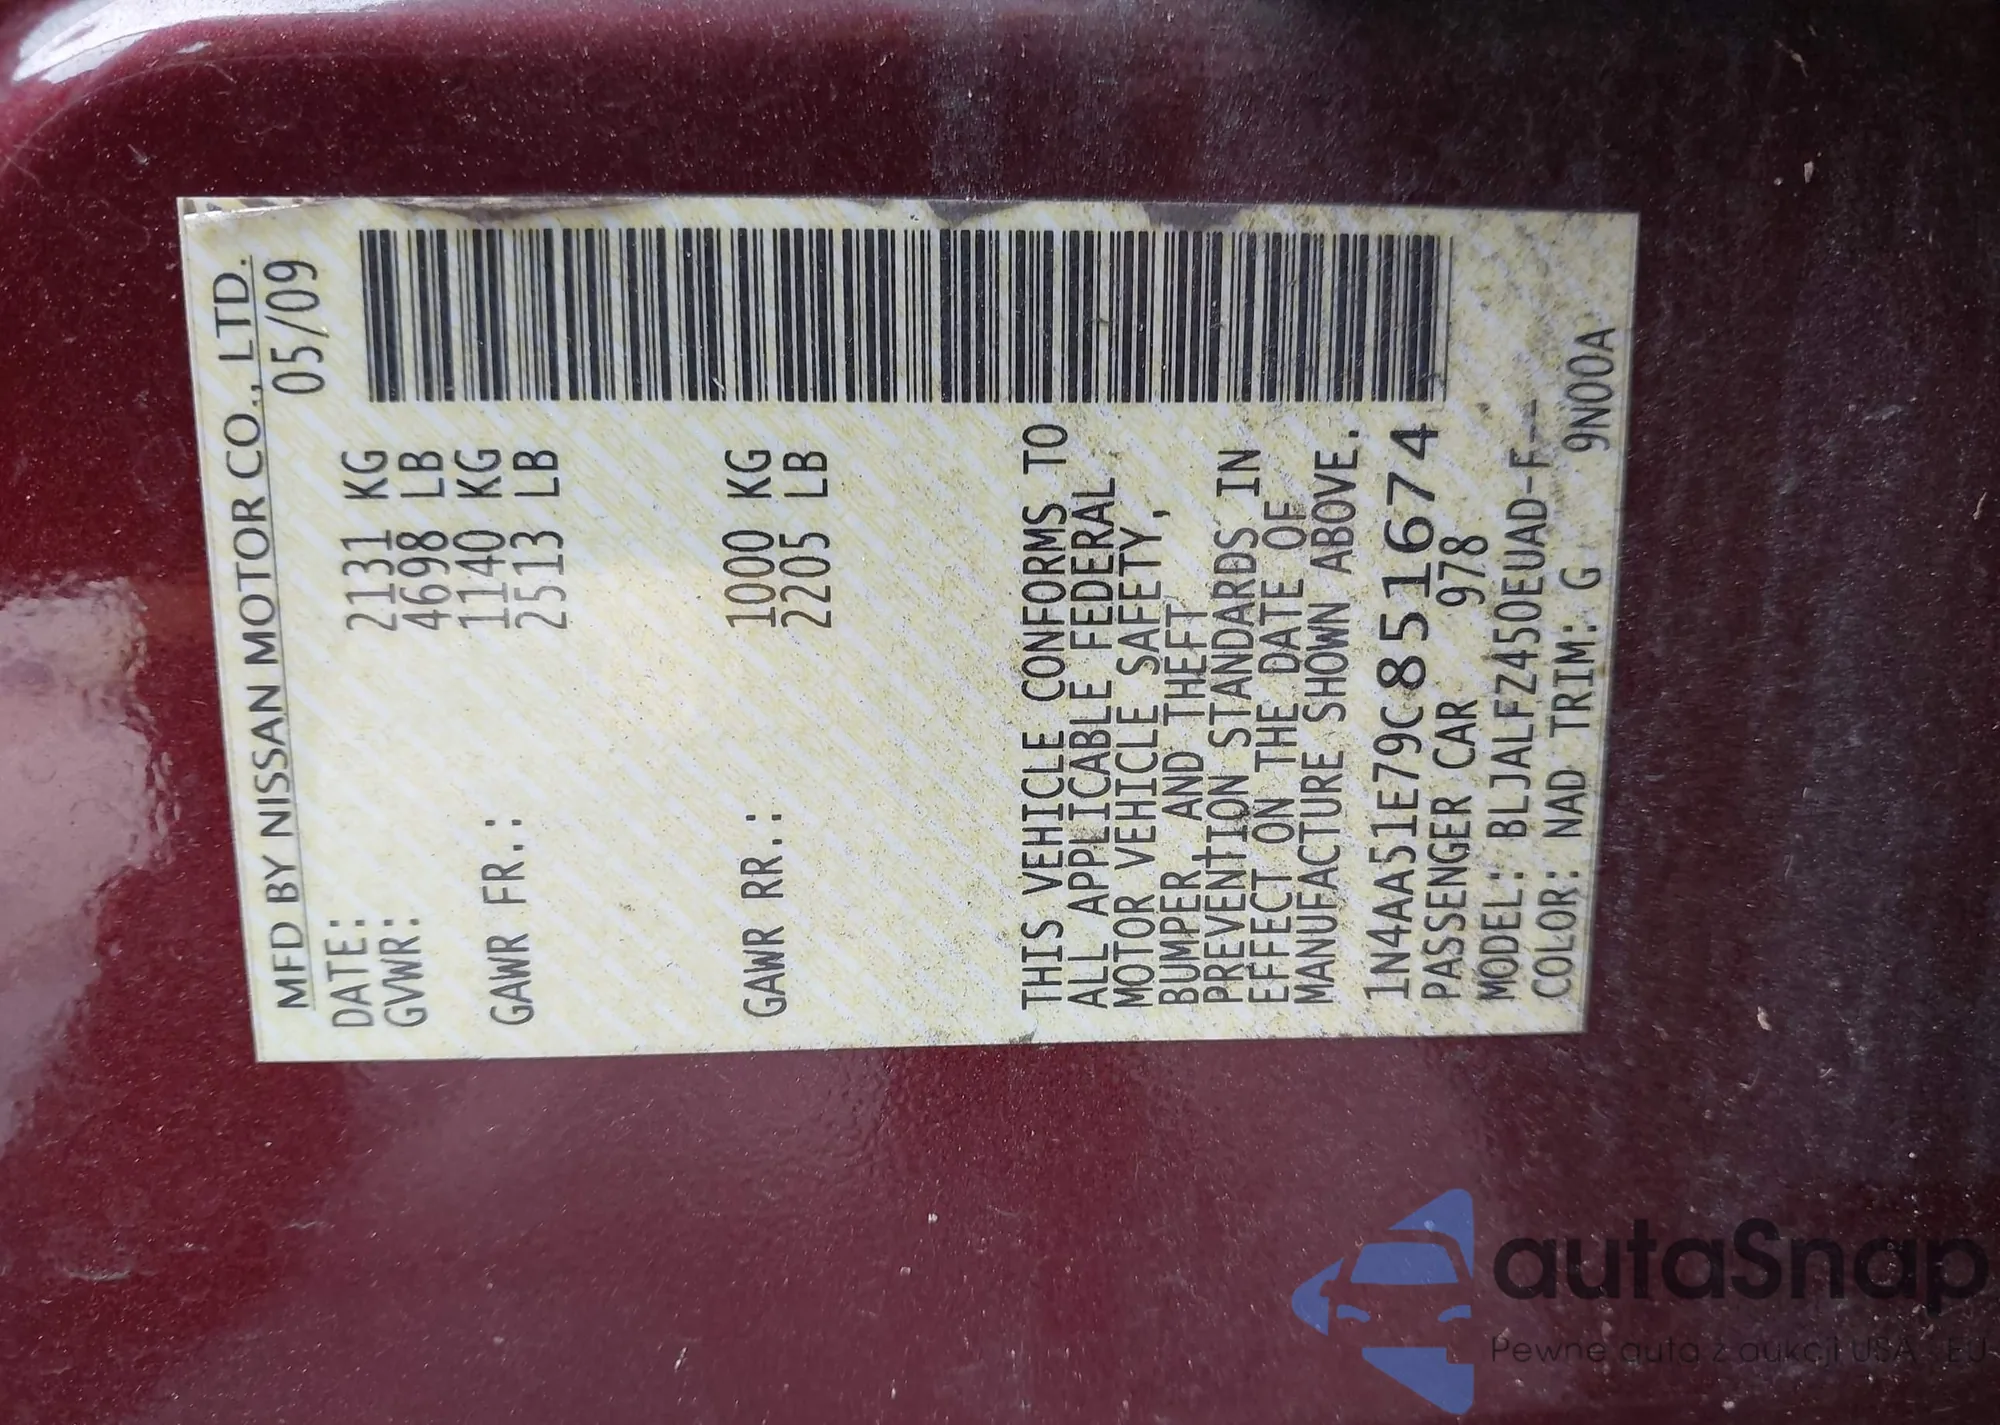 MFD BY NISSAN MOTOR CO., LTD.
DATE: 05/09
GVWR: 2131 KG
4698 LB
GAWR FR.: 1140 KG
2513 LB
GAWR RR.: 1000 KG
2205 LB
THIS VEHICLE CONFORMS TO
ALL APPLICABLE FEDERAL
MOTOR VEHICLE SAFETY,
BUMPER AND THEFT
PREVENTION STANDARDS IN
EFFECT ON THE DATE OF
MANUFACTURE SHOWN ABOVE.
1N4AA51E79C851674
PASSENGER CAR 978
MODEL: BLJALFZ450EUAD-F--
COLOR: NAD TRIM: G 9N00A
autaSnap
Pewne auta z aukcji USA - EU